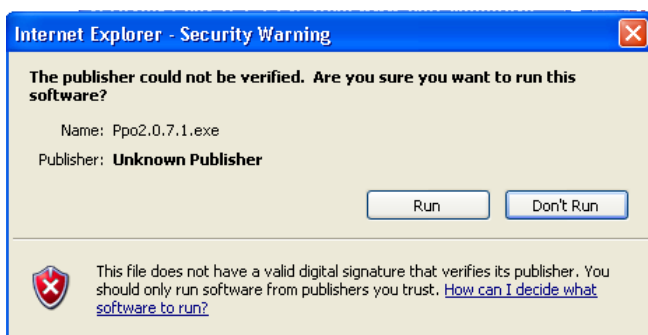 Internet Explorer - Security Warning
The publisher could not be verified. Are you sure you want to run this
software?
Name: Ppo2.0.7.1.exe
Publisher: Unknown Publisher
Run
Don't Run
This file does not have a valid digital signature that verifies its publisher. You
should only run software from publishers you trust. How can I decide what
software to run?